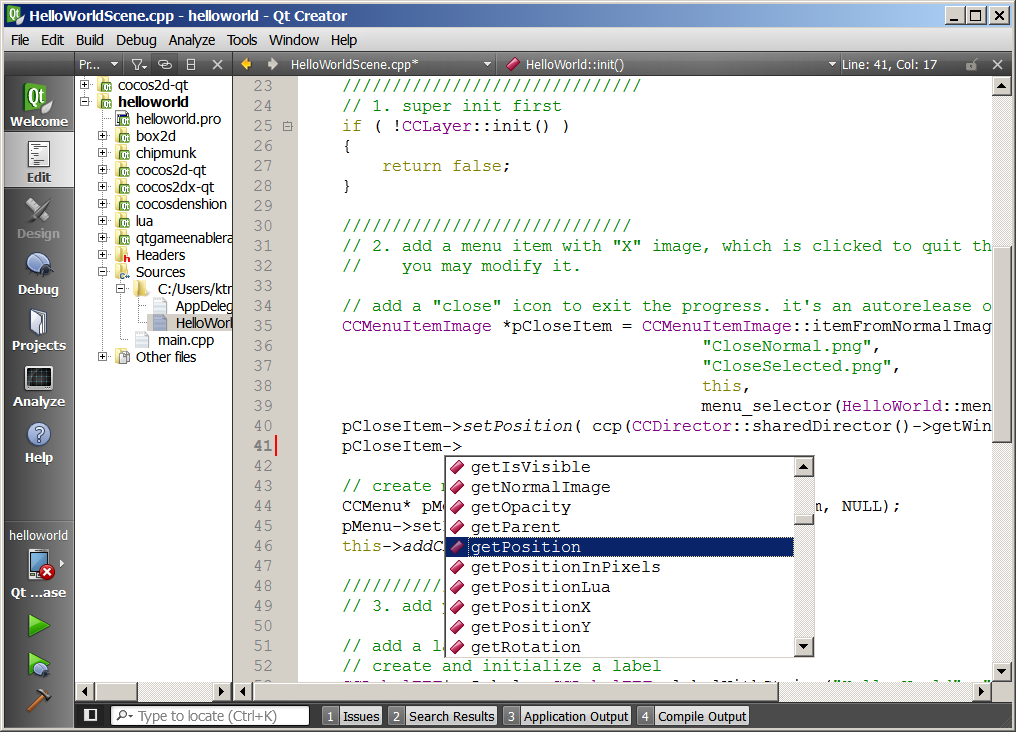 HelloWorldScene.cpp - helloworld - Qt Creator
File Edit Build Debug Analyze Tools Window Help
Pr... HelloWorldScene.cpp* HelloWorld::init() Line: 41, Col: 17
Welcome
Edit
Design
Debug
Projects
Analyze
Help
helloworld
Qt ...ase
cocos2d-qt
helloworld
helloworld.pro
box2d
chipmunk
cocos2d-qt
cocos2dx-qt
cocosdenshion
lua
qtgameenablera
Headers
Sources
C:/Users/ktr
AppDeleg
HelloWorl
main.cpp
Other files
23 /////////////////////////////
24 // 1. super init first
25 if ( !CCLayer::init() )
26 {
27 return false;
28 }
29
30 ////////////////////////////
31 // 2. add a menu item with "X" image, which is clicked to quit th
32 //    you may modify it.
33
34 // add a "close" icon to exit the progress. it's an autorelease o
35 CCMenuItemImage *pCloseItem = CCMenuItemImage::itemFromNormalImag
36 "CloseNormal.png",
37 "CloseSelected.png",
38 this,
39 menu_selector(HelloWorld::men
40 pCloseItem->setPosition( ccp(CCDirector::sharedDirector()->getWin
41 pCloseItem->
42
43 // create
44 CCMenu* pMe , NULL);
45 pMenu->set
46 this->addC
47
48 //////////
49 // 3. add
50
51 // add a l
52 // create and initialize a label
getIsVisible
getNormalImage
getOpacity
getParent
getPosition
getPositionInPixels
getPositionLua
getPositionX
getPositionY
getRotation
Type to locate (Ctrl+K) 1 Issues 2 Search Results 3 Application Output 4 Compile Output